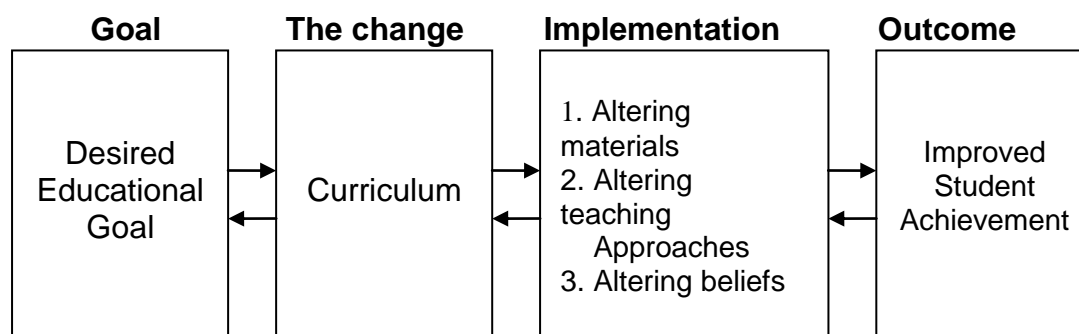 Goal
The change
Implementation
Outcome
Desired
Educational
Goal
Curriculum
1. Altering
materials
2. Altering
teaching
Approaches
3. Altering beliefs
Improved
Student
Achievement